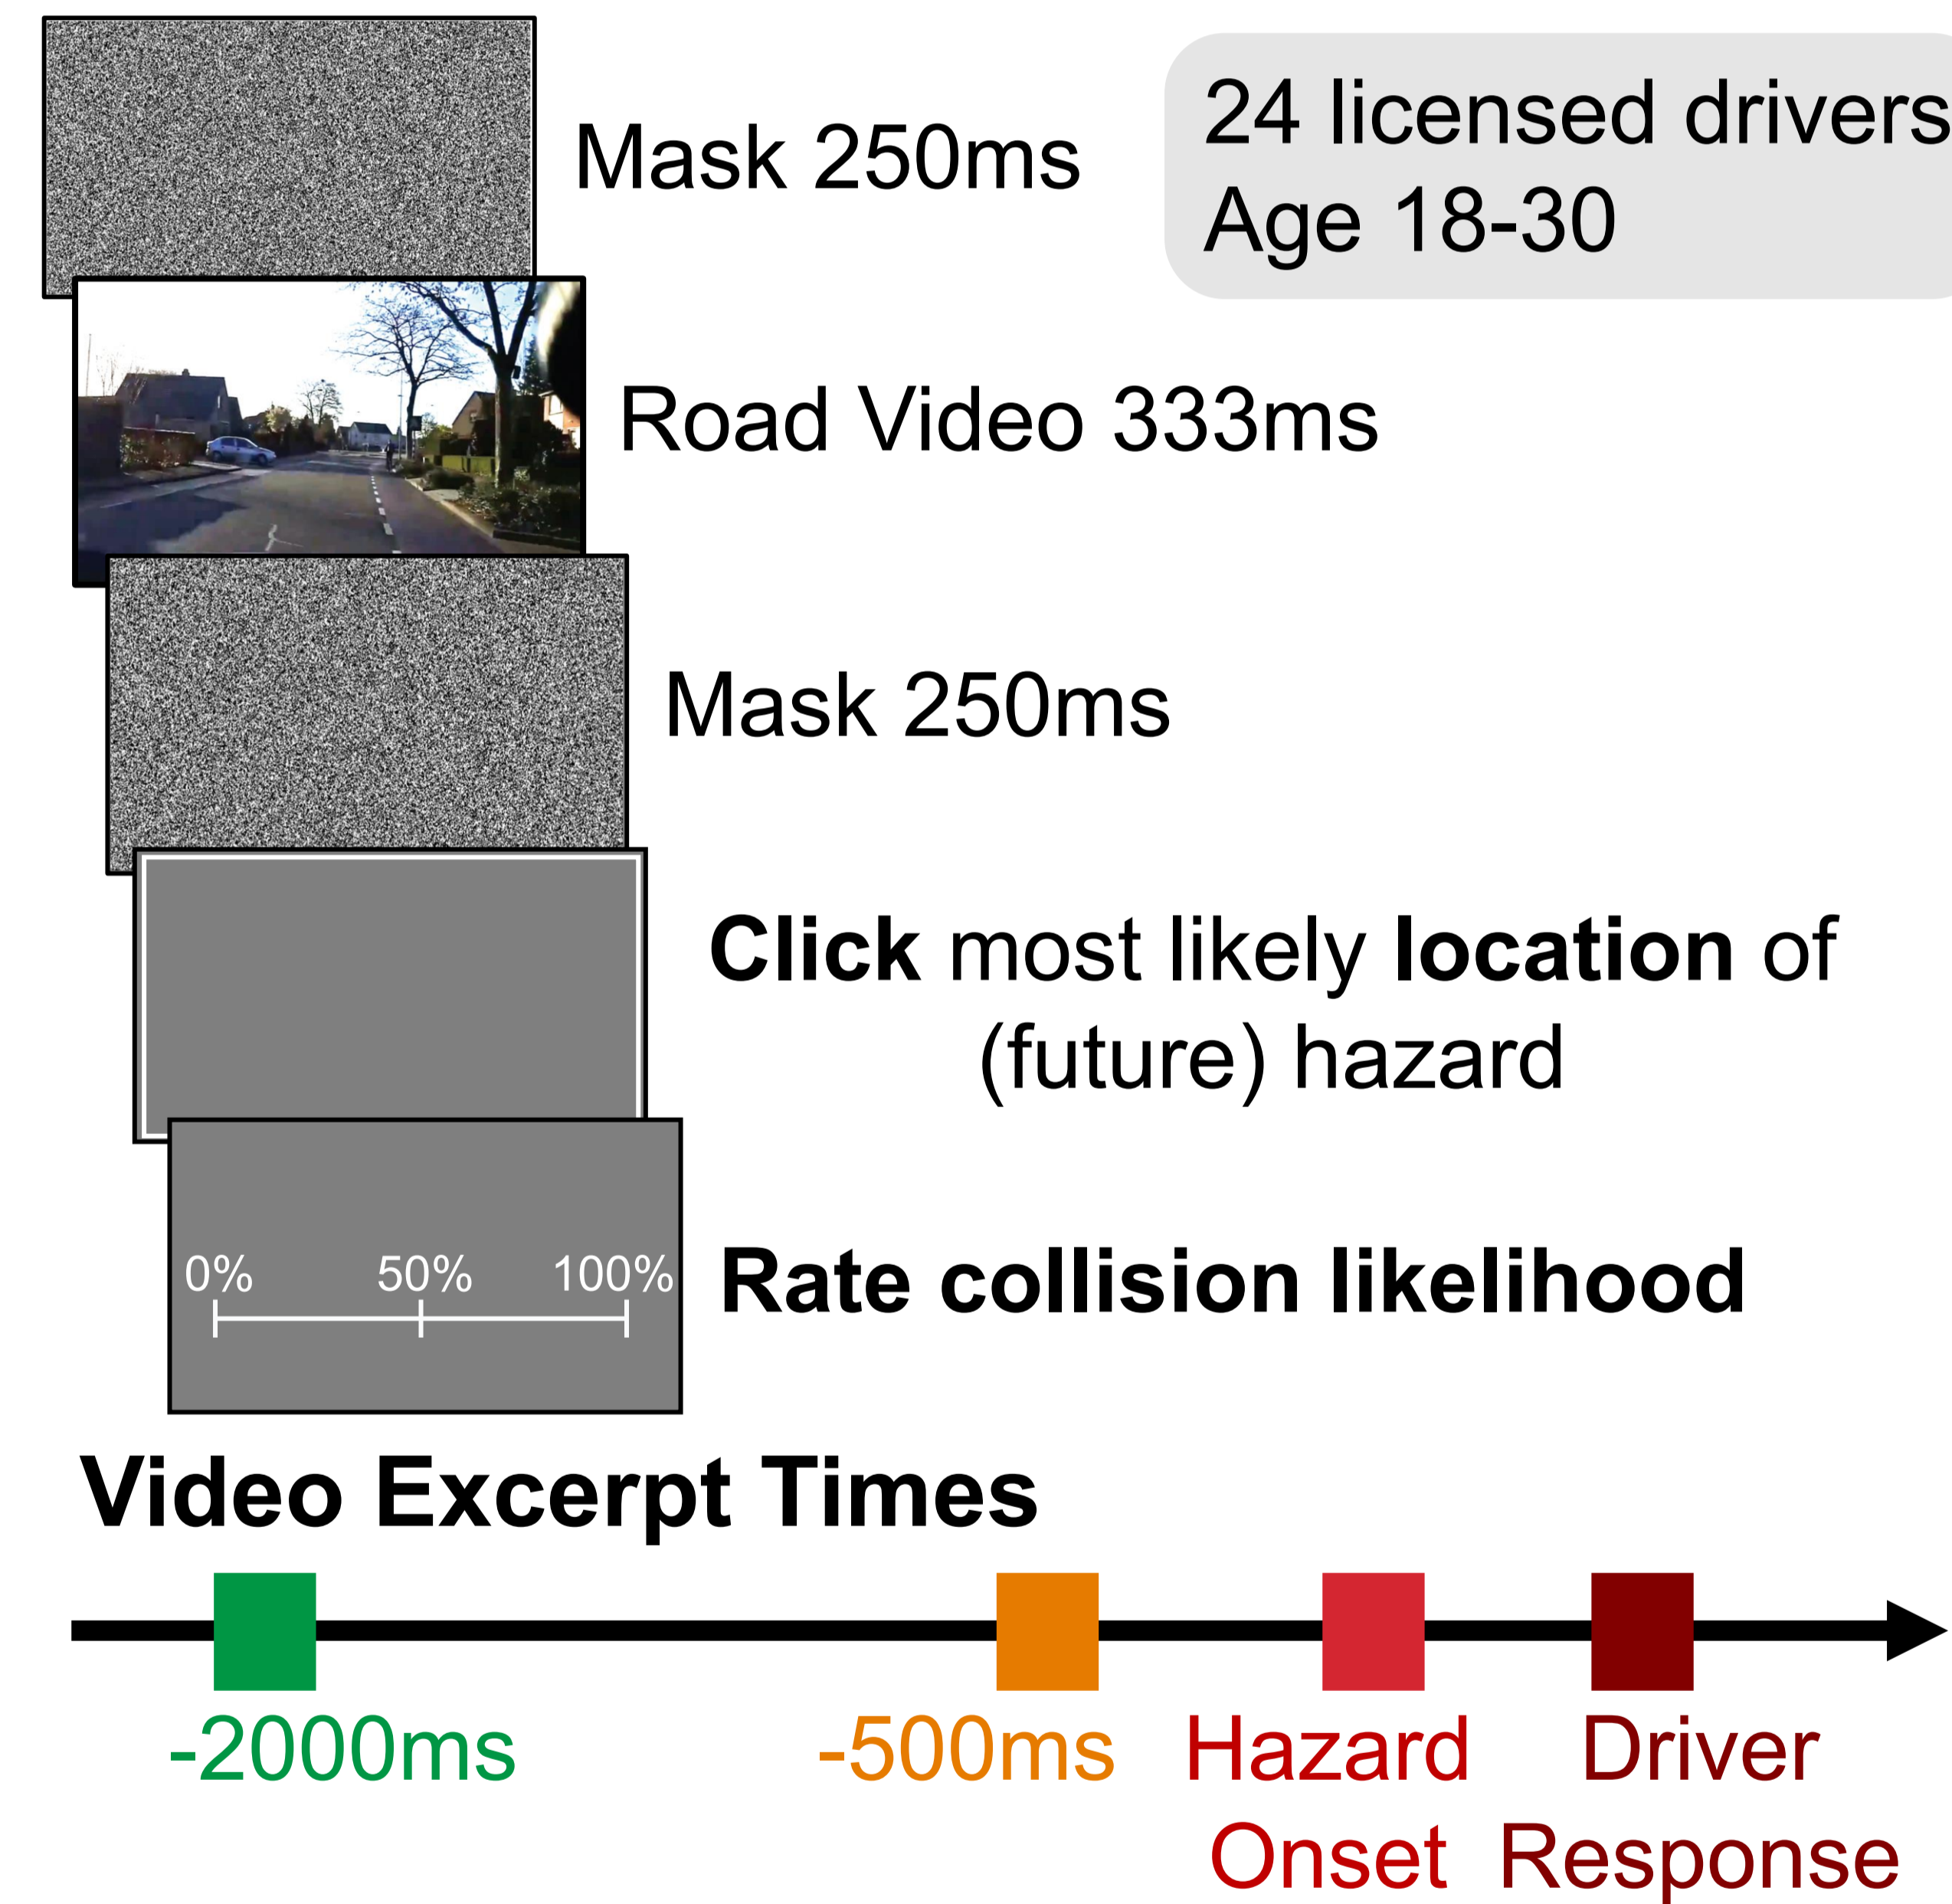 Mask 250ms
24 licensed drivers
Age 18-30
Road Video 333ms
Mask 250ms
Click most likely location of
(future) hazard
0% 50% 100%
Rate collision likelihood
Video Excerpt Times
-2000ms -500ms Hazard Driver
Onset Response